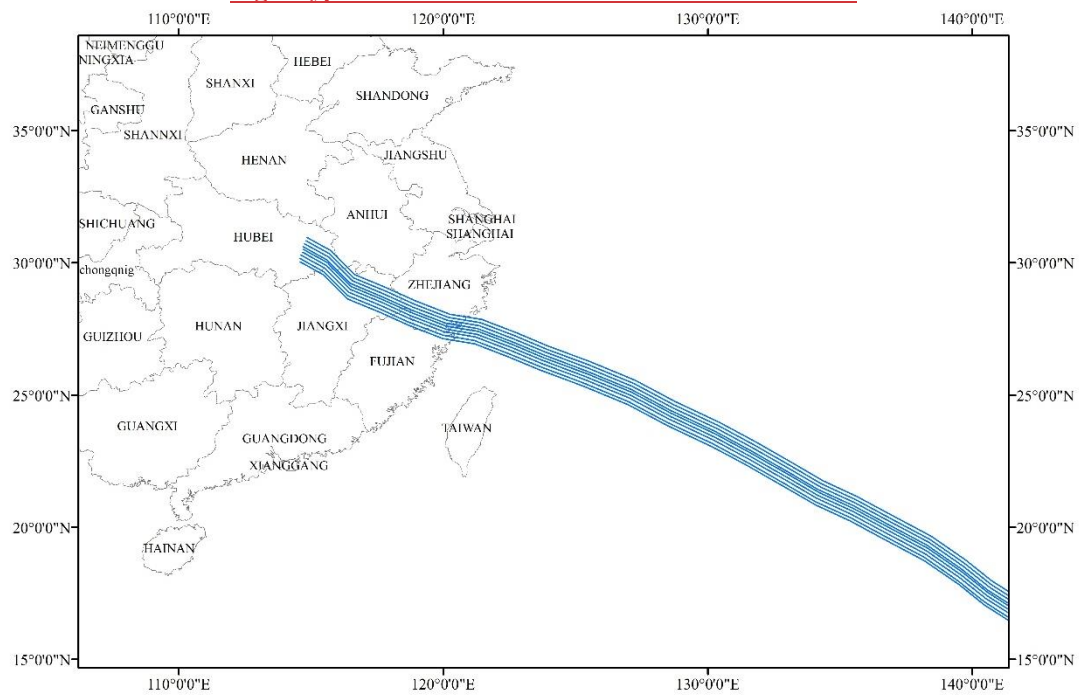 110°0'0"E 120°0'0"E 130°0'0"E 140°0'0"E
NEIMENGGU
NINGXIA
HEBEI
SHANXI
SHANDONG
GANSHU
35°0'0"N 35°0'0"N
SHANNXI
HENAN
JIANGSHU
ANHUI
SHICHUANG
SHANGHAI
SHANGHAI
HUBEI
30°0'0"N 30°0'0"N
chongqnig
ZHEJIANG
GUIZHOU
HUNAN
JIANGXI
FUJIAN
25°0'0"N 25°0'0"N
GUANGXI
TAIWAN
GUANGDONG
XIANGGANG
20°0'0"N 20°0'0"N
HAINAN
15°0'0"N 15°0'0"N
110°0'0"E 120°0'0"E 130°0'0"E 140°0'0"E